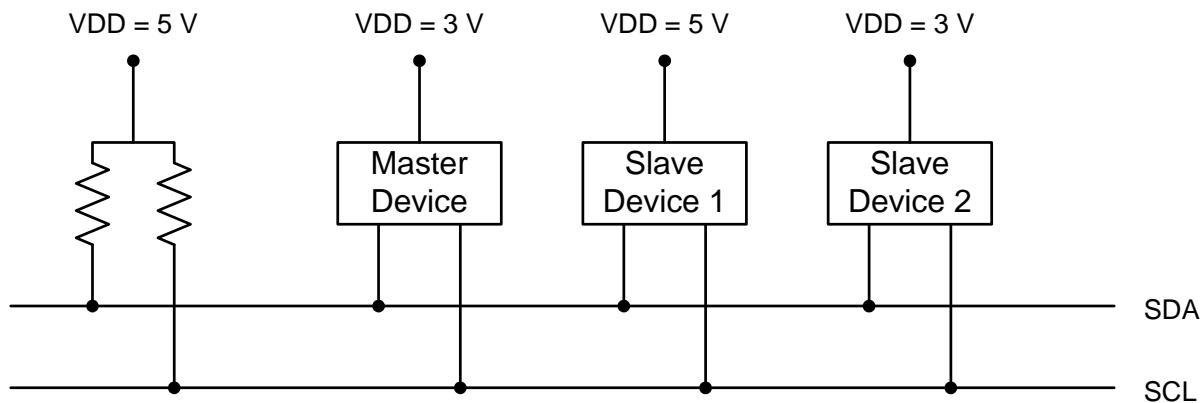 VDD = 5 V
VDD = 3 V
VDD = 5 V
VDD = 3 V
Master
Device
Slave
Device 1
Slave
Device 2
SDA
SCL